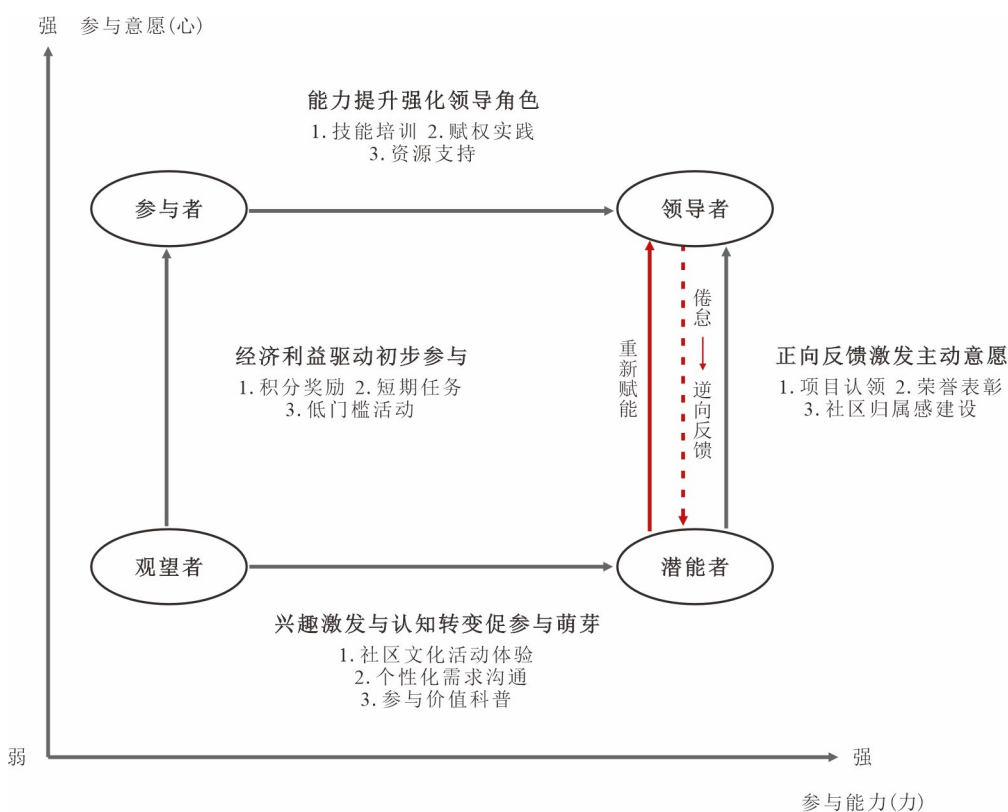 强 参与意愿(心)
能力提升强化领导角色
1.技能培训 2.赋权实践
3.资源支持
参与者
领导者
经济利益驱动初步参与
1.积分奖励 2.短期任务
3.低门槛活动
重新赋能
倦怠
逆向反馈
正向反馈激发主动意愿
1.项目认领 2.荣誉表彰
3.社区归属感建设
观望者
潜能者
兴趣激发与认知转变促参与萌芽
1.社区文化活动体验
2.个性化需求沟通
3.参与价值科普
弱
强
参与能力(力)